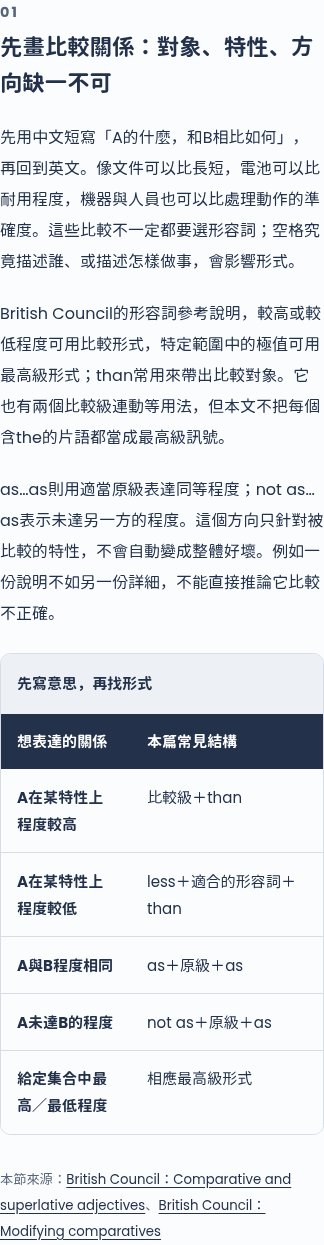 01
先畫比較關係：對象、特性、方
向缺一不可
先用中文短寫「A的什麼，和B相比如何」，
再回到英文。像文件可以比長短，電池可以比
耐用程度，機器與人員也可以比處理動作的準
確度。這些比較不一定都要選形容詞；空格究
竟描述誰、或描述怎樣做事，會影響形式。
British Council的形容詞參考說明，較高或較
低程度可用比較形式，特定範圍中的極值可用
最高級形式；than常用來帶出比較對象。它
也有兩個比較級連動等用法，但本文不把每個
含the的片語都當成最高級訊號。
as…as則用適當原級表達同等程度；not as…
as表示未達另一方的程度。這個方向只針對被
比較的特性，不會自動變成整體好壞。例如一
份說明不如另一份詳細，不能直接推論它比較
不正確。
先寫意思，再找形式
想表達的關係 本篇常見結構
A在某特性上 比較級＋than
程度較高
A在某特性上 less＋適合的形容詞＋
程度較低 than
A與B程度相同 as＋原級＋as
A未達B的程度 not as＋原級＋as
給定集合中最 相應最高級形式
高／最低程度
本節來源：British Council：Comparative and
superlative adjectives、British Council：
Modifying comparatives